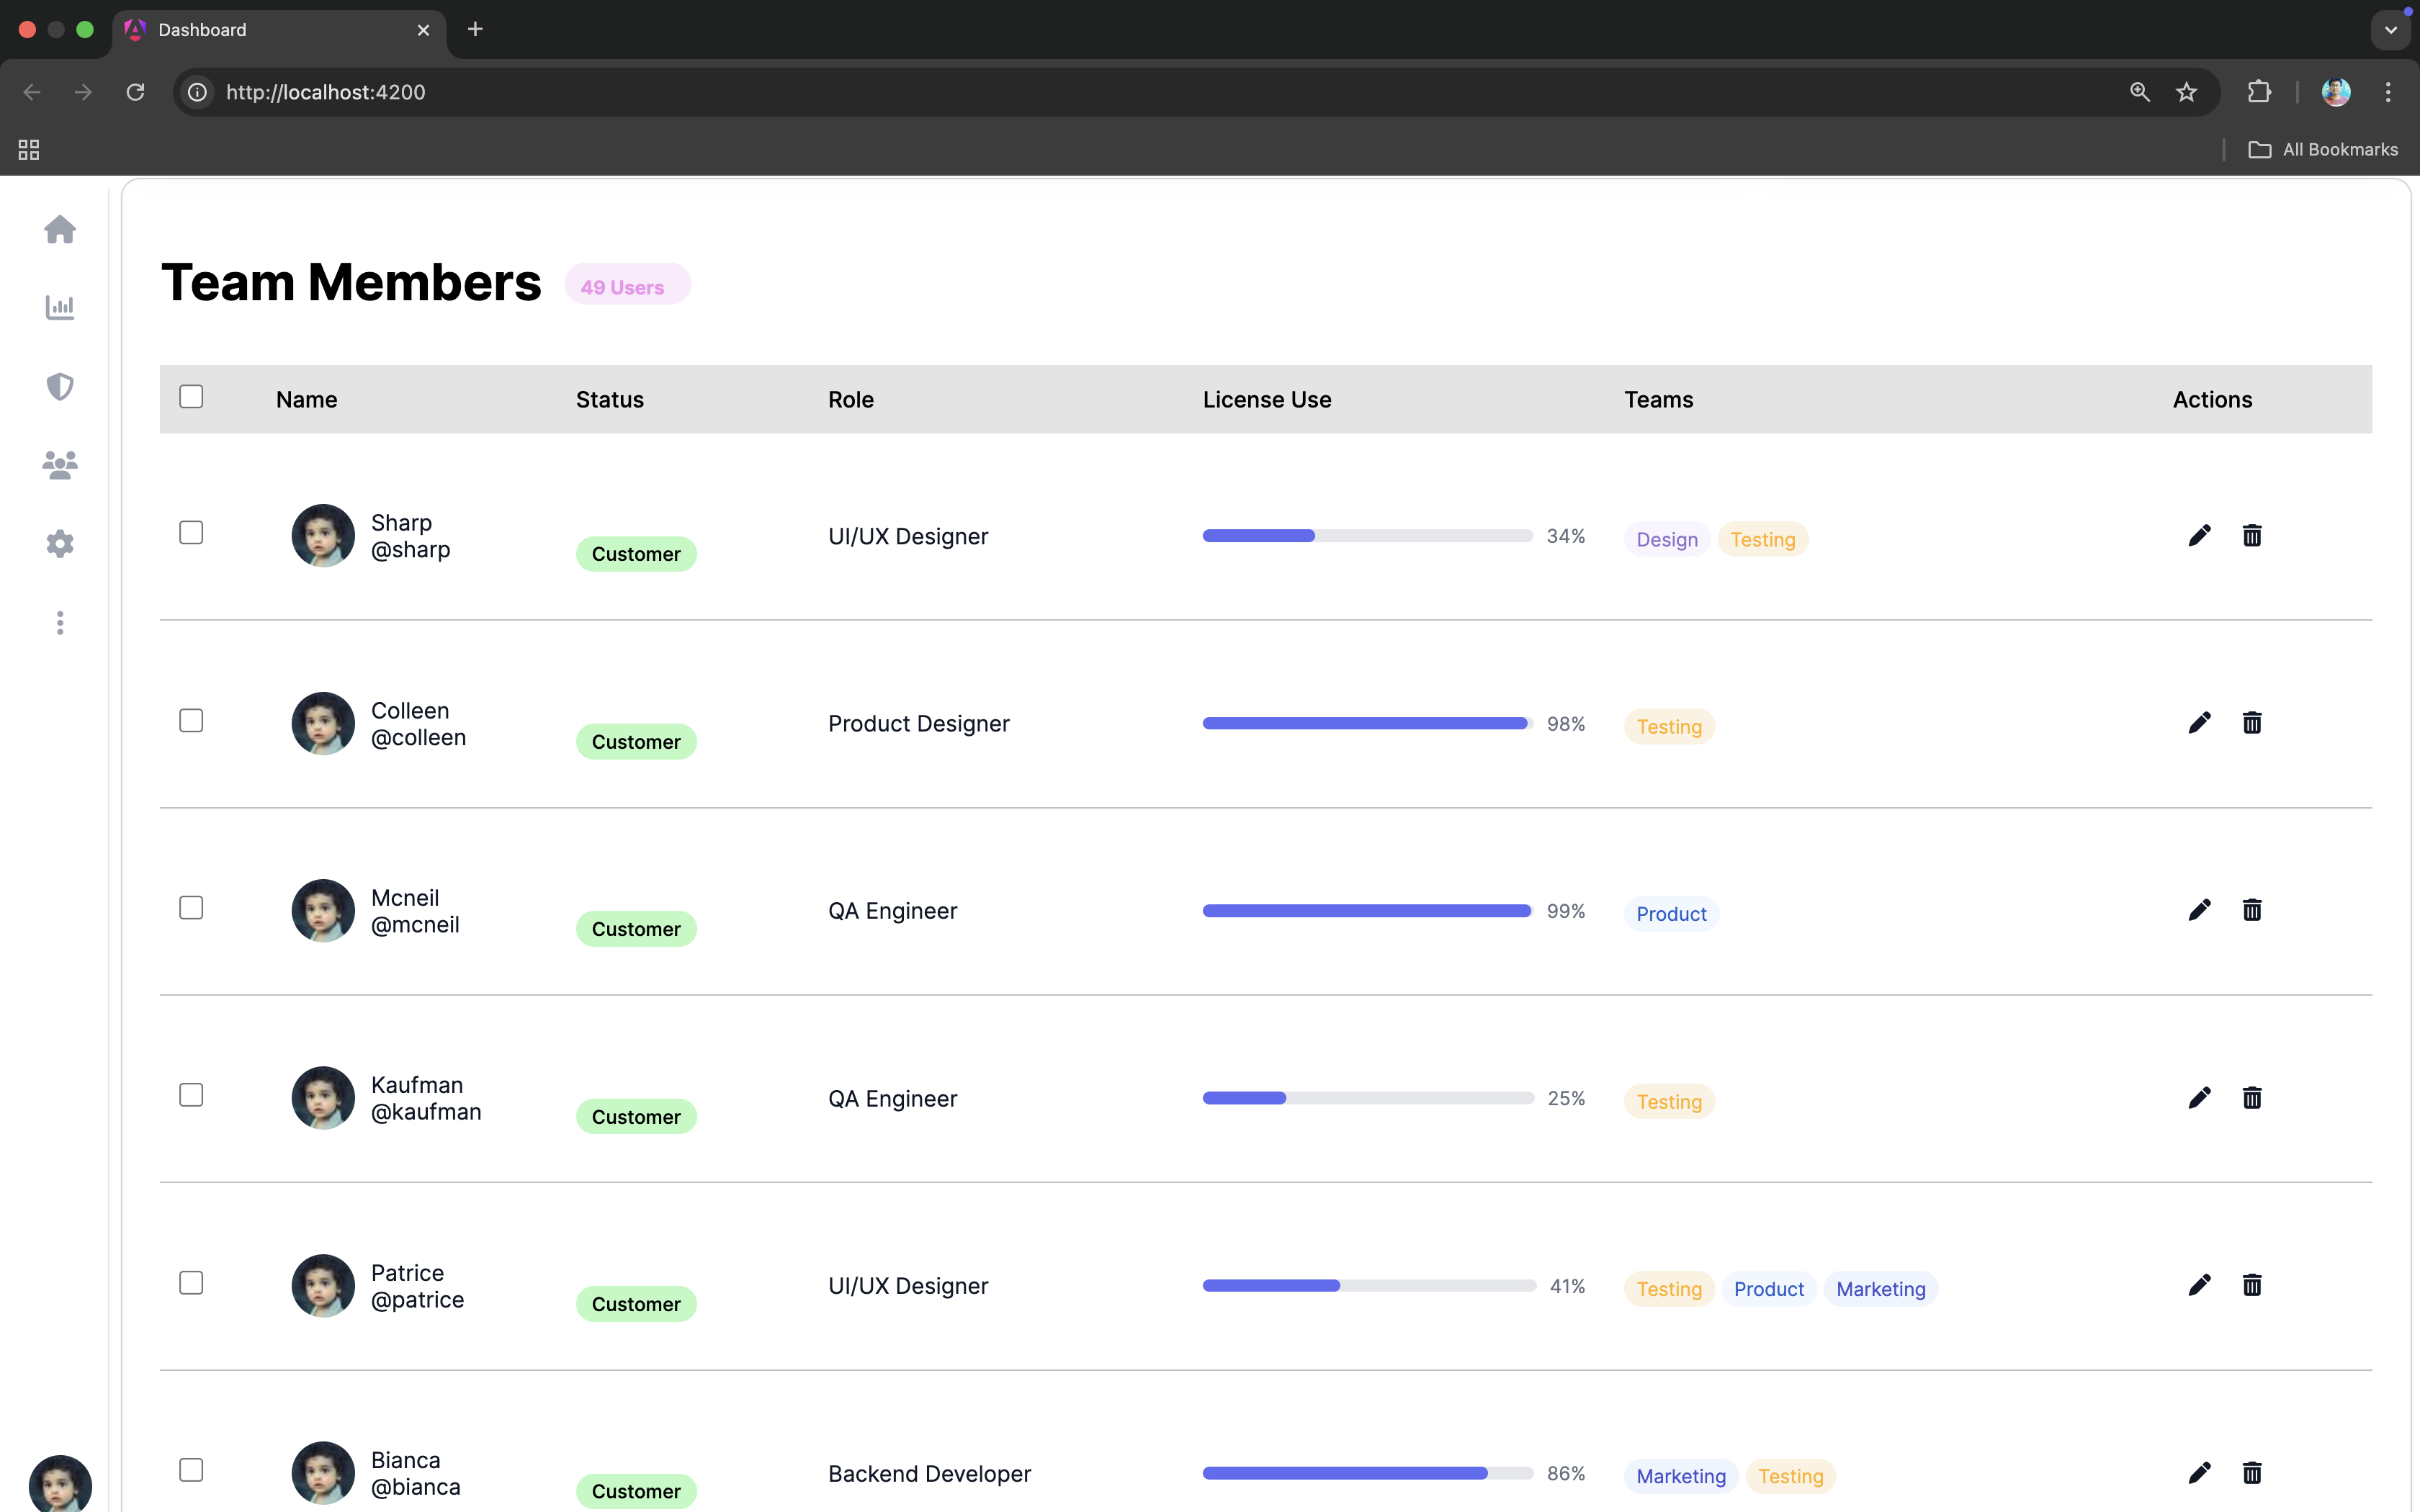 Dashboard
http://localhost:4200
All Bookmarks
Team Members 49 Users
Name Status Role License Use Teams Actions
Sharp
@sharp
Customer
UI/UX Designer
34%
Design Testing
Colleen
@colleen
Customer
Product Designer
98%
Testing
Mcneil
@mcneil
Customer
QA Engineer
99%
Product
Kaufman
@kaufman
Customer
QA Engineer
25%
Testing
Patrice
@patrice
Customer
UI/UX Designer
41%
Testing Product Marketing
Bianca
@bianca
Customer
Backend Developer
86%
Marketing Testing